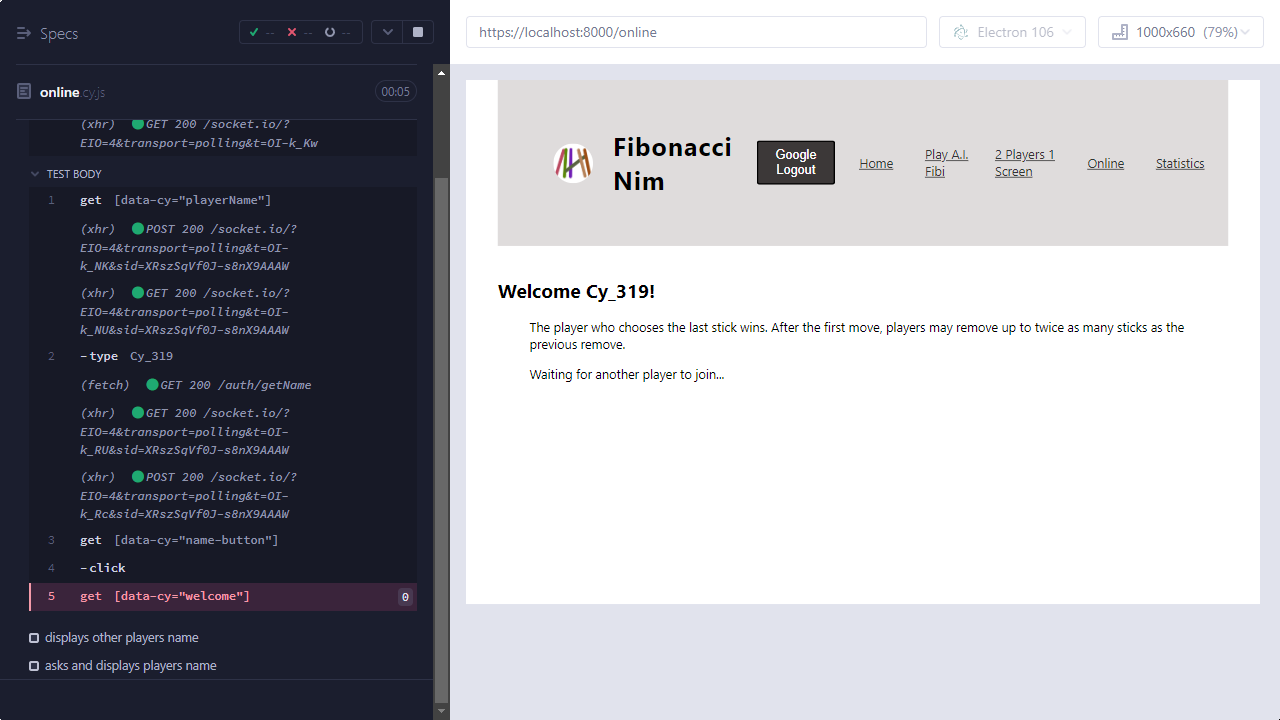 Specs
-- -- --
online.cy.js
00:05
(xhr) GET 200 /socket.io/?
EIO=4&transport=polling&t=OI-k_Kw
TEST BODY
1 get [data-cy="playerName"]
(xhr) POST 200 /socket.io/?
EIO=4&transport=polling&t=OI-
k_NK&sid=XRszSqVf0J-s8nX9AAAW
(xhr) GET 200 /socket.io/?
EIO=4&transport=polling&t=OI-
k_NU&sid=XRszSqVf0J-s8nX9AAAW
2 -type Cy_319
(fetch) GET 200 /auth/getName
(xhr) GET 200 /socket.io/?
EIO=4&transport=polling&t=OI-
k_RU&sid=XRszSqVf0J-s8nX9AAAW
(xhr) POST 200 /socket.io/?
EIO=4&transport=polling&t=OI-
k_Rc&sid=XRszSqVf0J-s8nX9AAAW
3 get [data-cy="name-button"]
4 -click
5 get [data-cy="welcome"] 0
displays other players name
asks and displays players name
https://localhost:8000/online
Electron 106
1000x660 (79%)
Fibonacci
Nim
Google
Logout
Home
Play A.I.
Fibi
2 Players 1
Screen
Online
Statistics
Welcome Cy_319!
The player who chooses the last stick wins. After the first move, players may remove up to twice as many sticks as the
previous remove.
Waiting for another player to join...